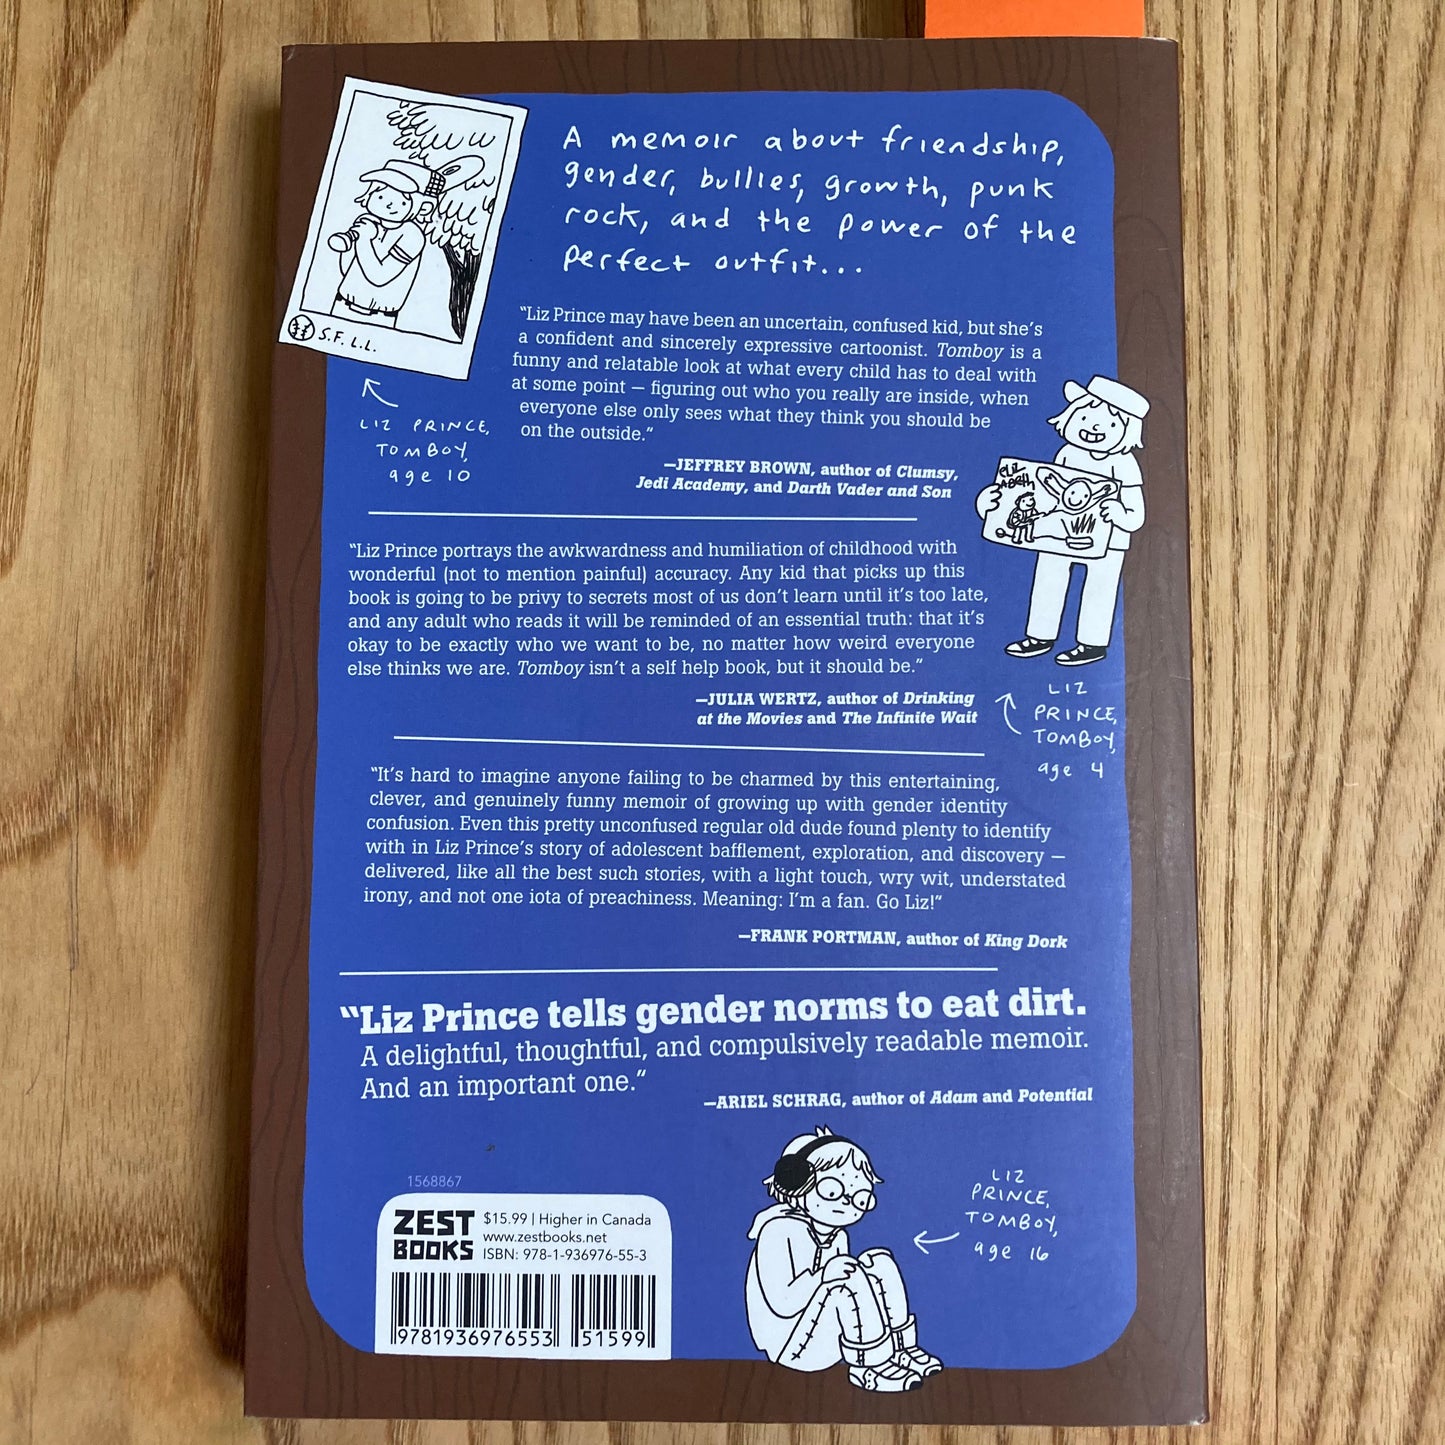 A memoir about friendship,
gender, bullies, growth, punk
rock, and the power of the
perfect outfit...
S.F. L.L.
LIZ PRINCE,
TOMBOY,
age 10
“Liz Prince may have been an uncertain, confused kid, but she’s
a confident and sincerely expressive cartoonist. Tomboy is a
funny and relatable look at what every child has to deal with
at some point — figuring out who you really are inside, when
everyone else only sees what they think you should be
on the outside.”
—JEFFREY BROWN, author of Clumsy,
Jedi Academy, and Darth Vader and Son
ELIZ
ABETH
“Liz Prince portrays the awkwardness and humiliation of childhood with
wonderful (not to mention painful) accuracy. Any kid that picks up this
book is going to be privy to secrets most of us don’t learn until it’s too late,
and any adult who reads it will be reminded of an essential truth: that it’s
okay to be exactly who we want to be, no matter how weird everyone
else thinks we are. Tomboy isn’t a self help book, but it should be.”
—JULIA WERTZ, author of Drinking
at the Movies and The Infinite Wait
LIZ
PRINCE,
TOMBOY,
age 4
“It’s hard to imagine anyone failing to be charmed by this entertaining,
clever, and genuinely funny memoir of growing up with gender identity
confusion. Even this pretty unconfused regular old dude found plenty to identify
with in Liz Prince’s story of adolescent bafflement, exploration, and discovery —
delivered, like all the best such stories, with a light touch, wry wit, understated
irony, and not one iota of preachiness. Meaning: I’m a fan. Go Liz!”
—FRANK PORTMAN, author of King Dork
“Liz Prince tells gender norms to eat dirt.
A delightful, thoughtful, and compulsively readable memoir.
And an important one.”
—ARIEL SCHRAG, author of Adam and Potential
LIZ
PRINCE,
TOMBOY,
age 16
1568867
ZEST
BOOKS
$15.99 | Higher in Canada
www.zestbooks.net
ISBN: 978-1-936976-55-3
9781936976553
51599